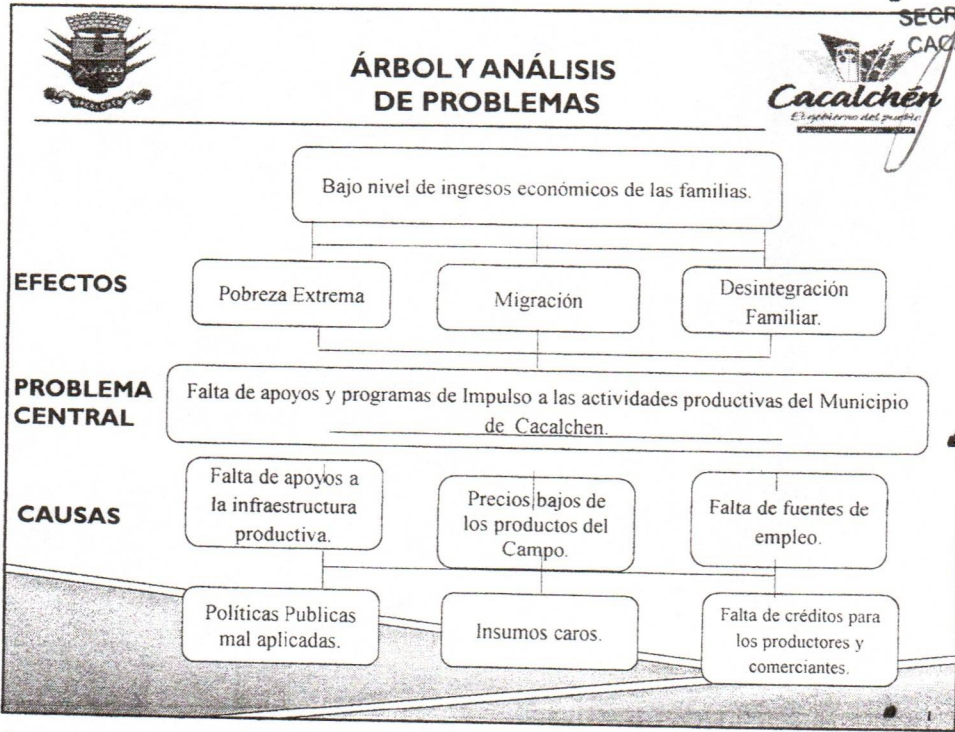 SECR
CAC
ÁRBOL Y ANÁLISIS
DE PROBLEMAS
CACALCHEN
Cacalchén
El gobierno del pueblo
Bajo nivel de ingresos económicos de las familias.
EFECTOS
Pobreza Extrema
Migración
Desintegración
Familiar.
PROBLEMA
CENTRAL
Falta de apoyos y programas de Impulso a las actividades productivas del Municipio
de Cacalchen.
CAUSAS
Falta de apoyos a
la infraestructura
productiva.
Precios bajos de
los productos del
Campo.
Falta de fuentes de
empleo.
Políticas Publicas
mal aplicadas.
Insumos caros.
Falta de créditos para
los productores y
comerciantes.
1